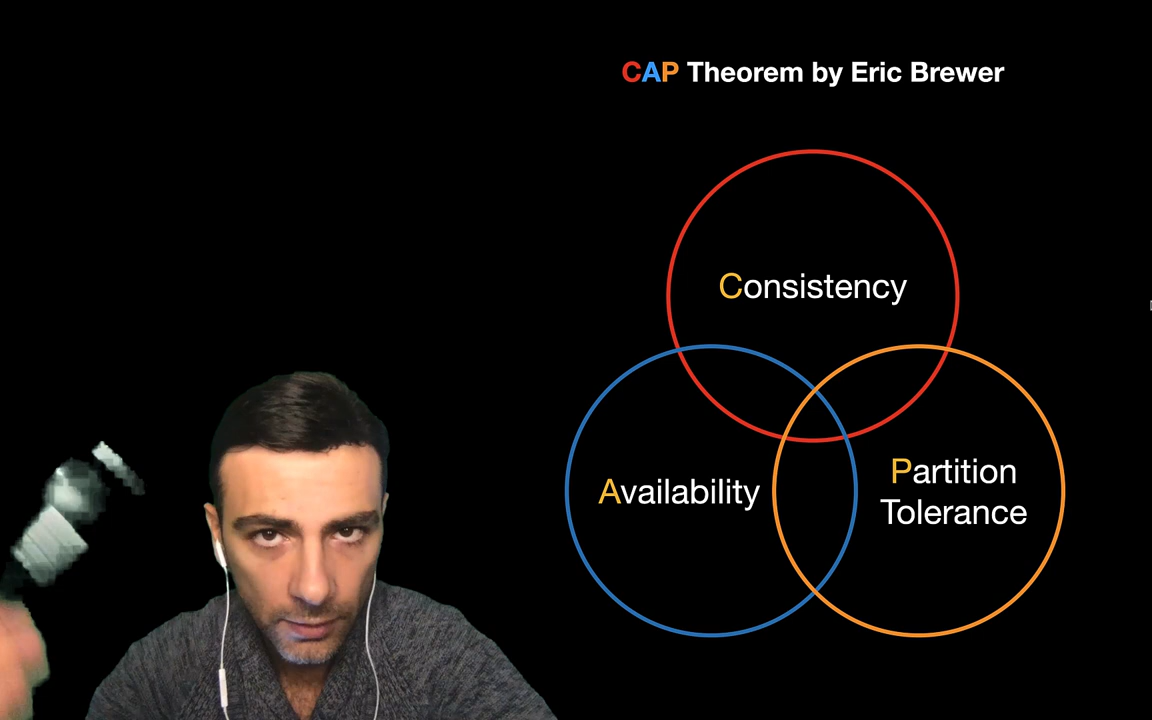 CAP Theorem by Eric Brewer
Consistency
Availability
Partition
Tolerance